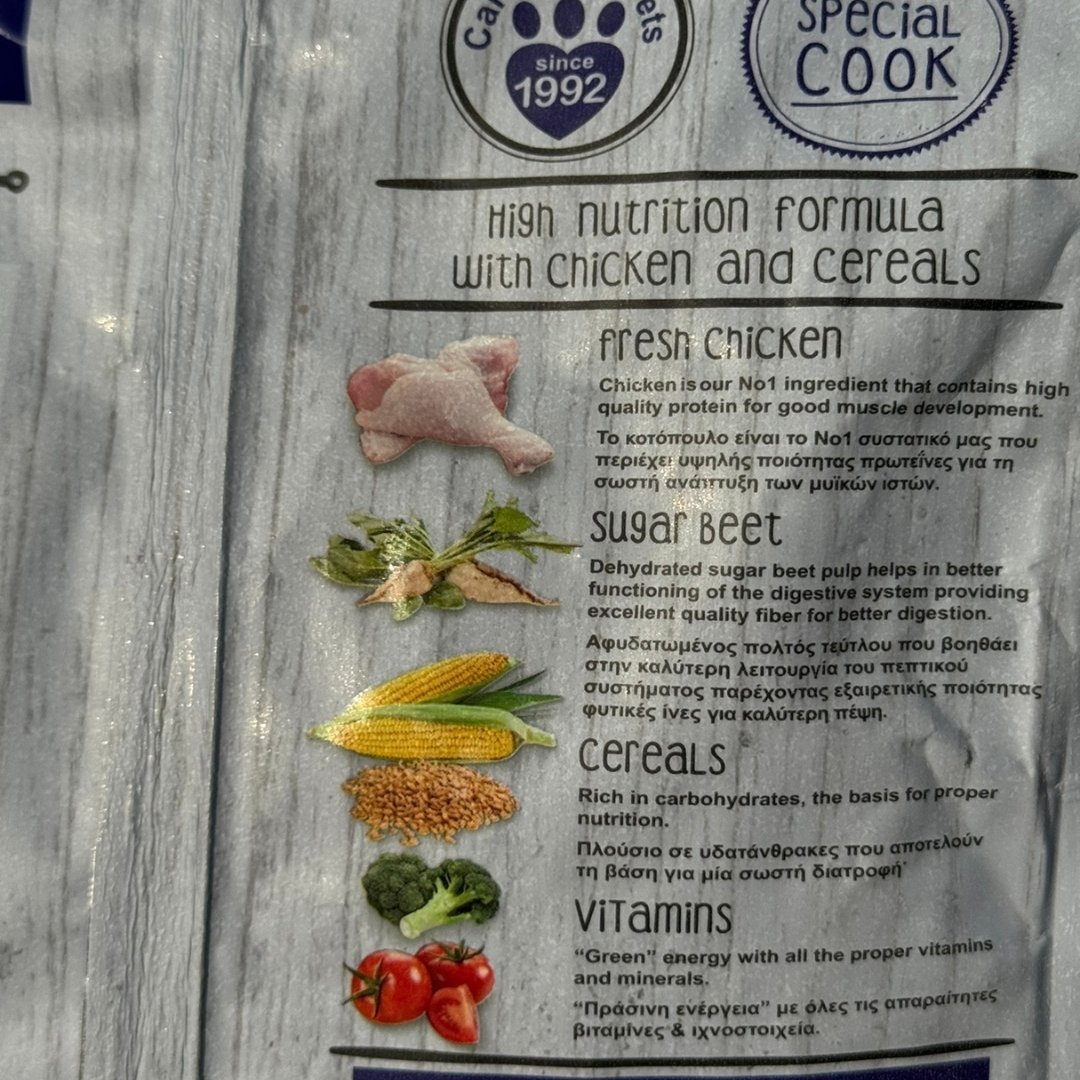 since
1992
SPECIAL
COOK
High nutrition formula
with chicken and cereals
Fresh Chicken
Chicken is our No1 ingredient that contains high
quality protein for good muscle development.
Το κοτόπουλο είναι το Νο1 συστατικό μας που
περιέχει υψηλής ποιότητας πρωτεΐνες για τη
σωστή ανάπτυξη των μυϊκών ιστών.
Sugar Beet
Dehydrated sugar beet pulp helps in better
functioning of the digestive system providing
excellent quality fiber for better digestion.
Αφυδατωμένος πολτός τεύτλου που βοηθάει
στην καλύτερη λειτουργία του πεπτικού
συστήματος παρέχοντας εξαιρετικής ποιότητας
φυτικές ίνες για καλύτερη πέψη.
Cereals
Rich in carbohydrates, the basis for proper
nutrition.
Πλούσιο σε υδατάνθρακες που αποτελούν
τη βάση για μία σωστή διατροφή.
Vitamins
“Green” energy with all the proper vitamins
and minerals.
“Πράσινη ενέργεια” με όλες τις απαραίτητες
βιταμίνες & ιχνοστοιχεία.